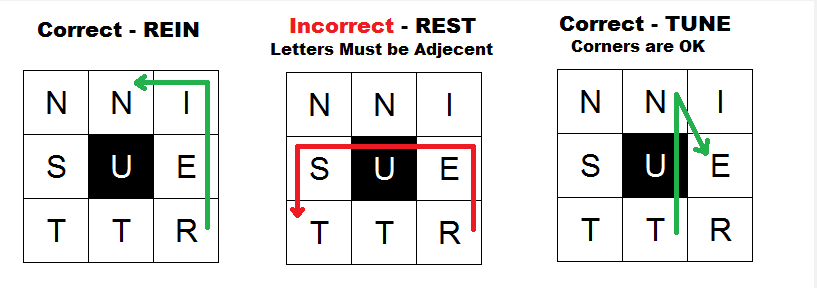 Correct - REIN
N N I
S U E
T T R
Incorrect - REST
Letters Must be Adjecent
N N I
S U E
T T R
Correct - TUNE
Corners are OK
N N I
S U E
T T R